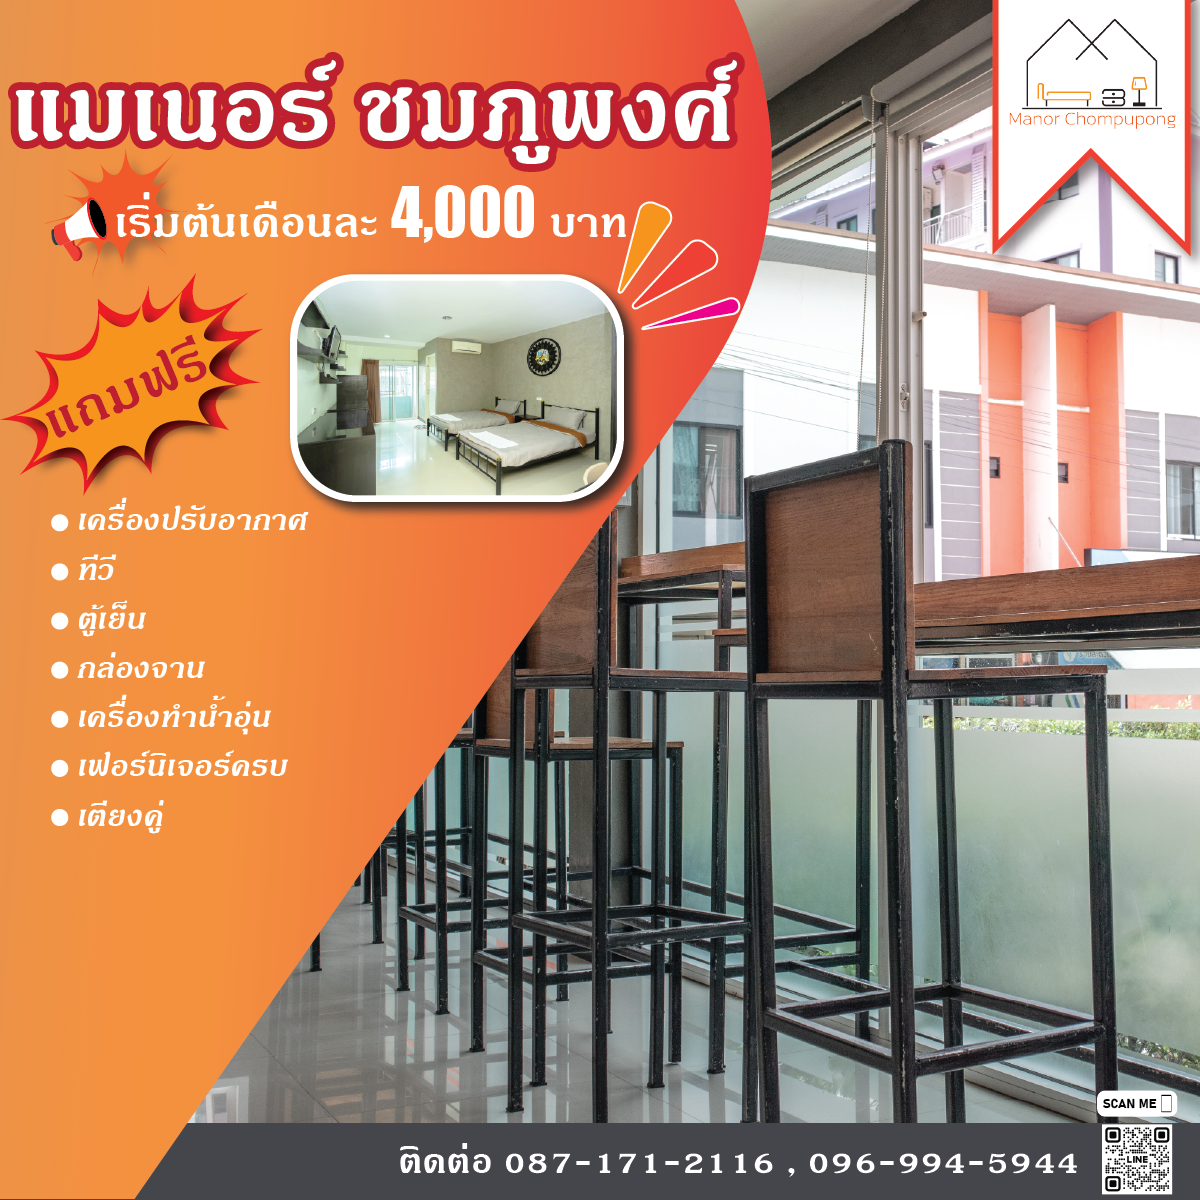 แมเนอร์ ชมภูพงศ์
Manor Chompupong
เริ่มต้นเดือนละ 4,000 บาท
แถมฟรี
เครื่องปรับอากาศ
ทีวี
ตู้เย็น
กล่องจาน
เครื่องทำน้ำอุ่น
เฟอร์นิเจอร์ครบ
เตียงคู่
SCAN ME
LINE
ติดต่อ 087-171-2116 , 096-994-5944